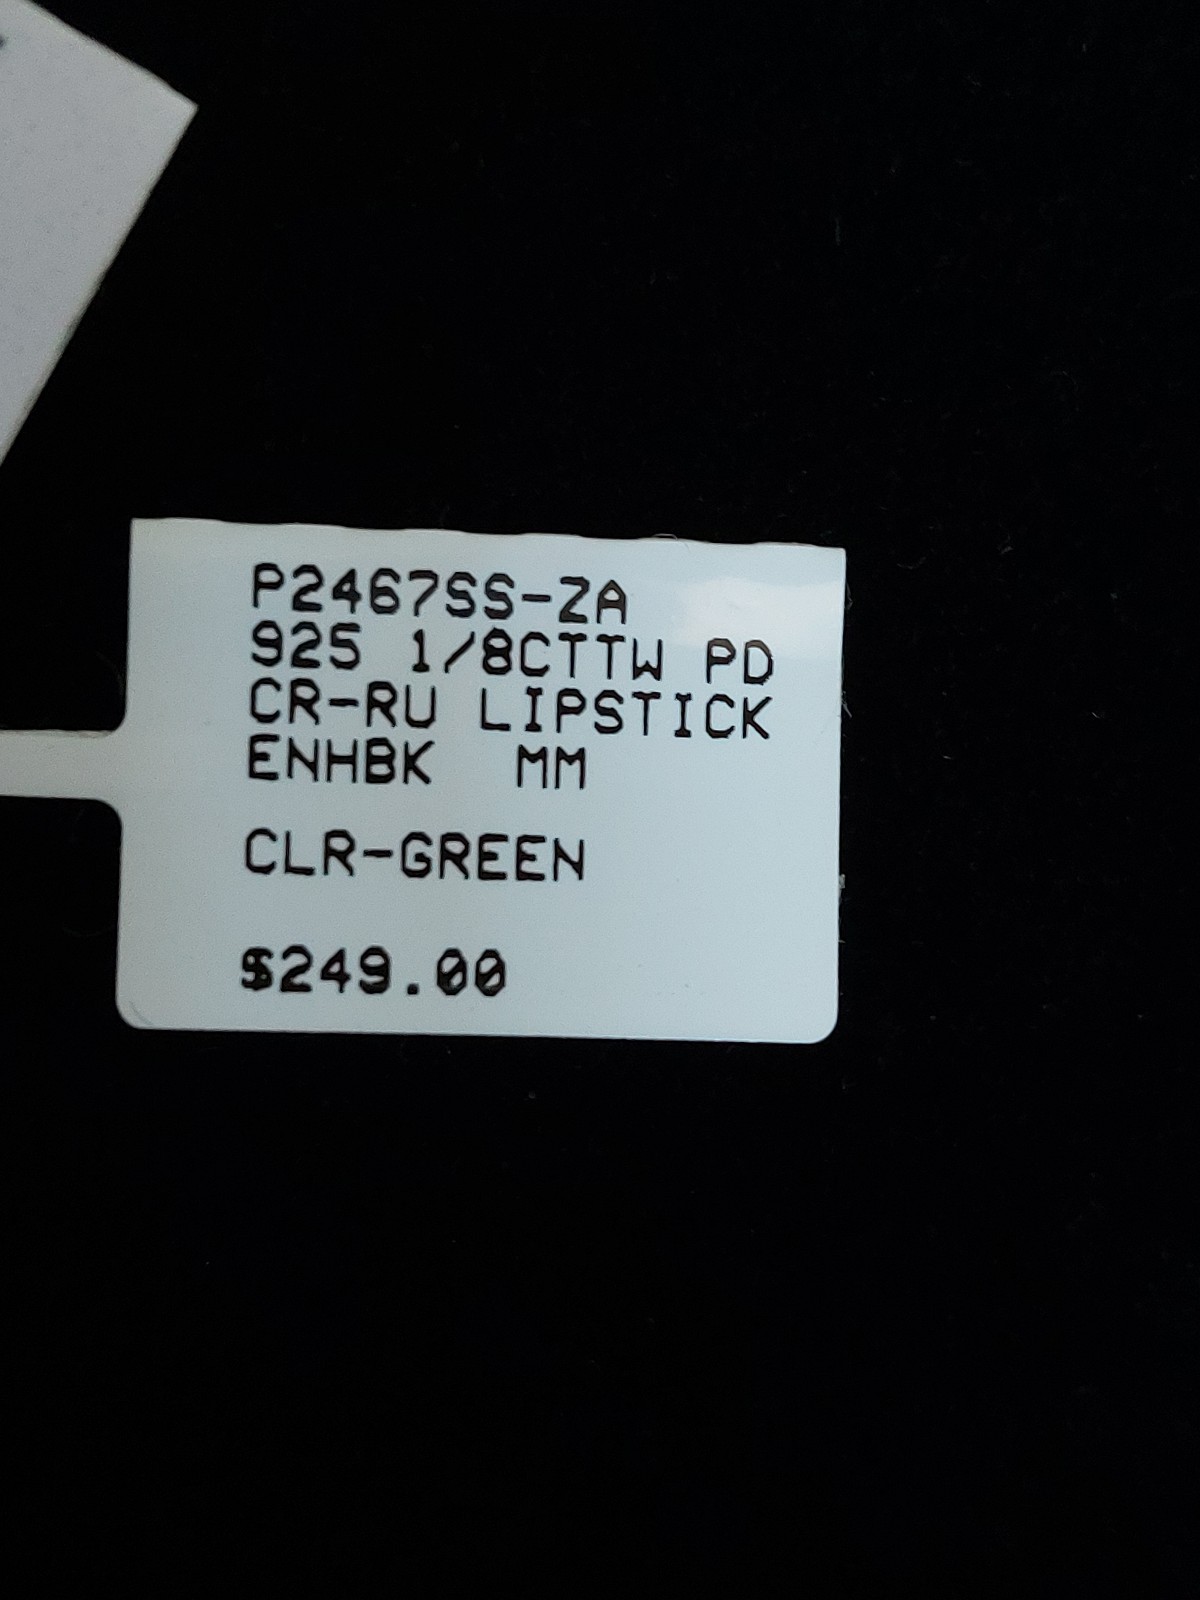 P2467SS-ZA
925 1/8CTTW PD
CR-RU LIPSTICK
ENHBK MM
CLR-GREEN
$249.00